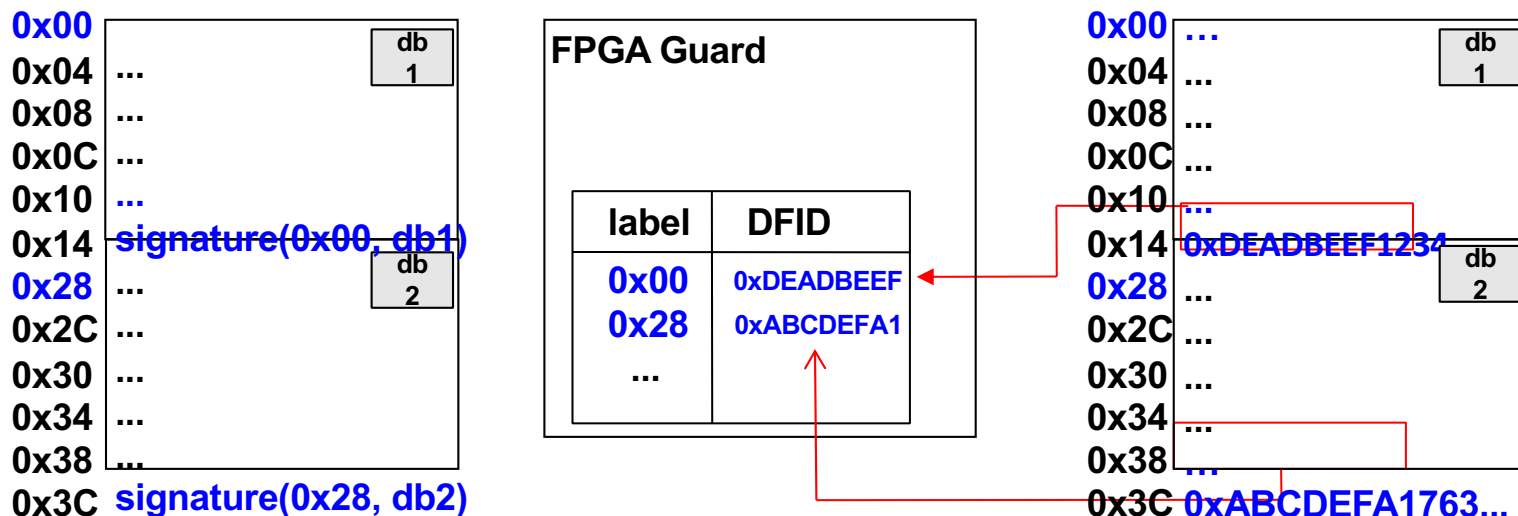 0x00
db
1
0x04 ...
0x08 ...
0x0C ...
0x10 ...
0x14 signature(0x00, db1)
db
2
0x28 ...
0x2C ...
0x30 ...
0x34 ...
0x38 ...
0x3C signature(0x28, db2)
FPGA Guard
label DFID
0x00 0xDEADBEEF
0x28 0xABCDEFA1
...
0x00 ...
db
1
0x04 ...
0x08 ...
0x0C ...
0x10 ...
0x14 0xDEADBEEF1234
db
2
0x28 ...
0x2C ...
0x30 ...
0x34 ...
0x38 ...
0x3C 0xABCDEFA1763...